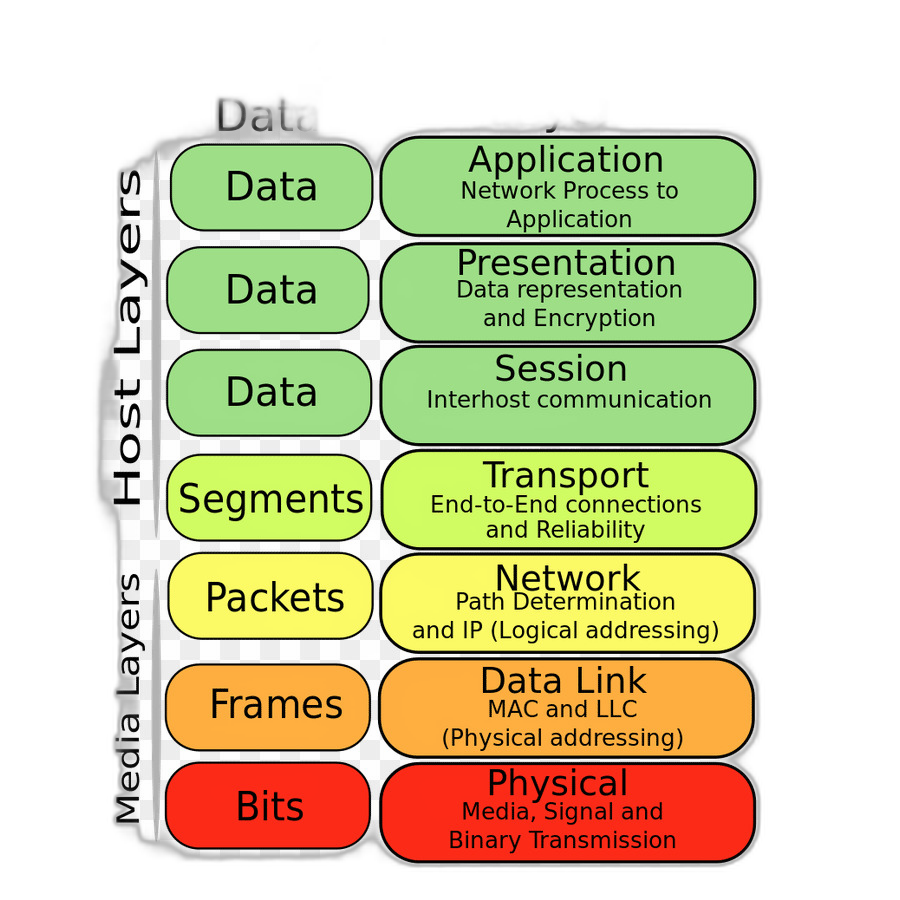 Data
Host Layers
Data
Application
Network Process to
Application
Data
Presentation
Data representation
and Encryption
Data
Session
Interhost communication
Segments
Transport
End-to-End connections
and Reliability
Media Layers
Packets
Network
Path Determination
and IP (Logical addressing)
Frames
Data Link
MAC and LLC
(Physical addressing)
Bits
Physical
Media, Signal and
Binary Transmission